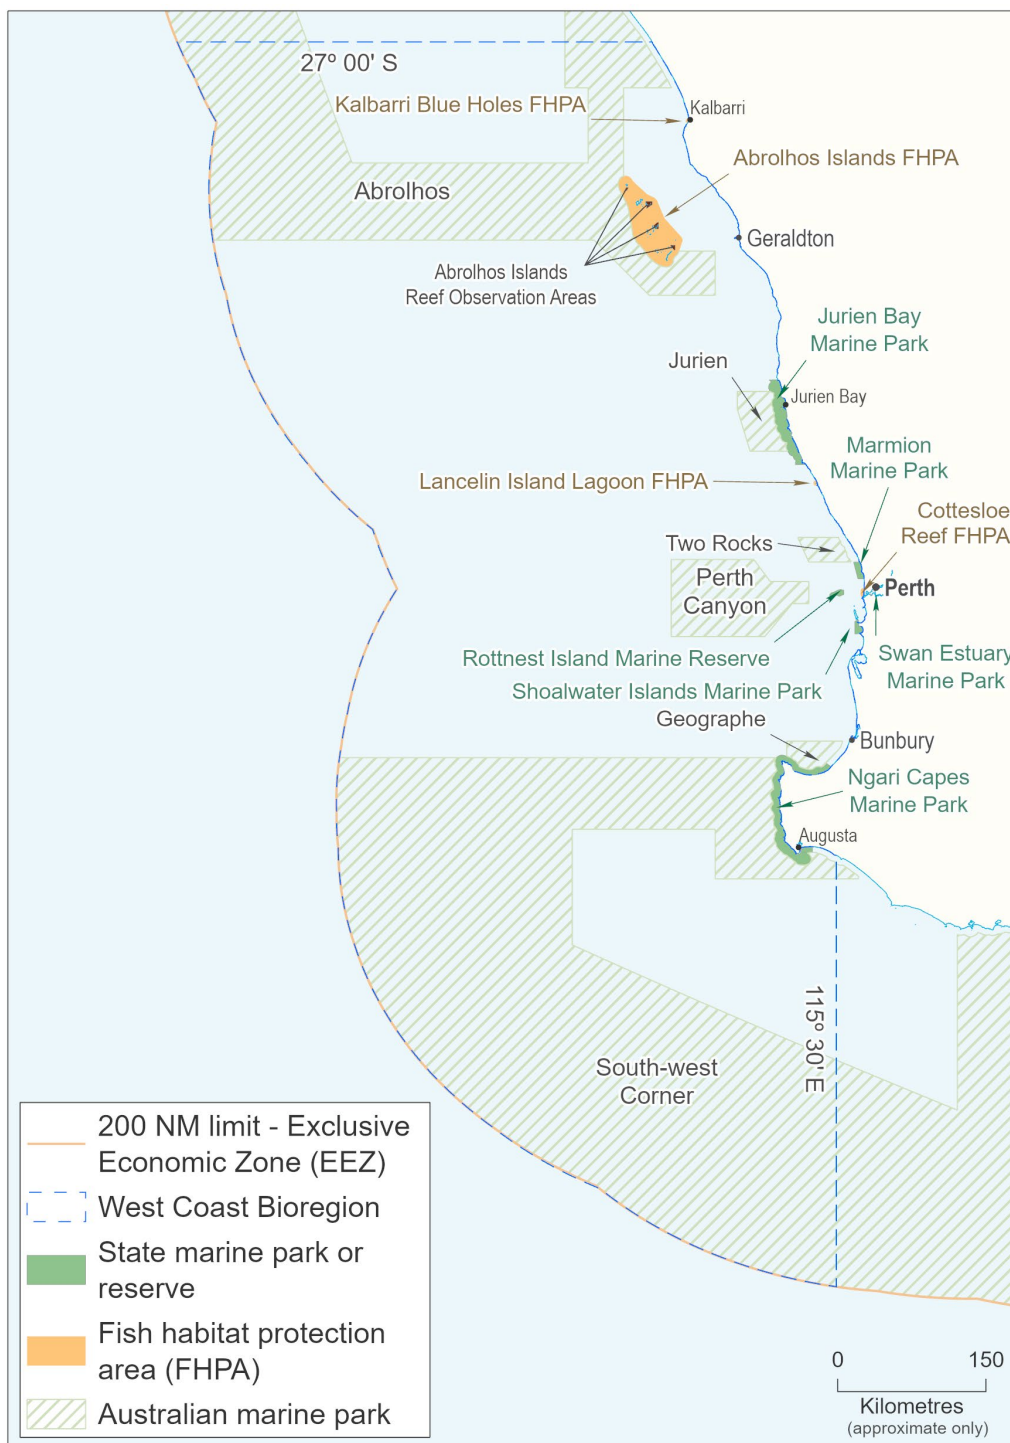 27º 00' S
Kalbarri Blue Holes FHPA
Kalbarri
Abrolhos Islands FHPA
Abrolhos
Geraldton
Abrolhos Islands
Reef Observation Areas
Jurien Bay
Marine Park
Jurien
Jurien Bay
Marmion
Marine Park
Lancelin Island Lagoon FHPA
Cottesloe
Reef FHPA
Two Rocks
Perth
Canyon
Perth
Rottnest Island Marine Reserve
Swan Estuary
Marine Park
Shoalwater Islands Marine Park
Geographe
Bunbury
Ngari Capes
Marine Park
Augusta
115º 30' E
South-west
Corner
200 NM limit - Exclusive
Economic Zone (EEZ)
West Coast Bioregion
State marine park or
reserve
Fish habitat protection
area (FHPA)
Australian marine park
0 150
Kilometres
(approximate only)